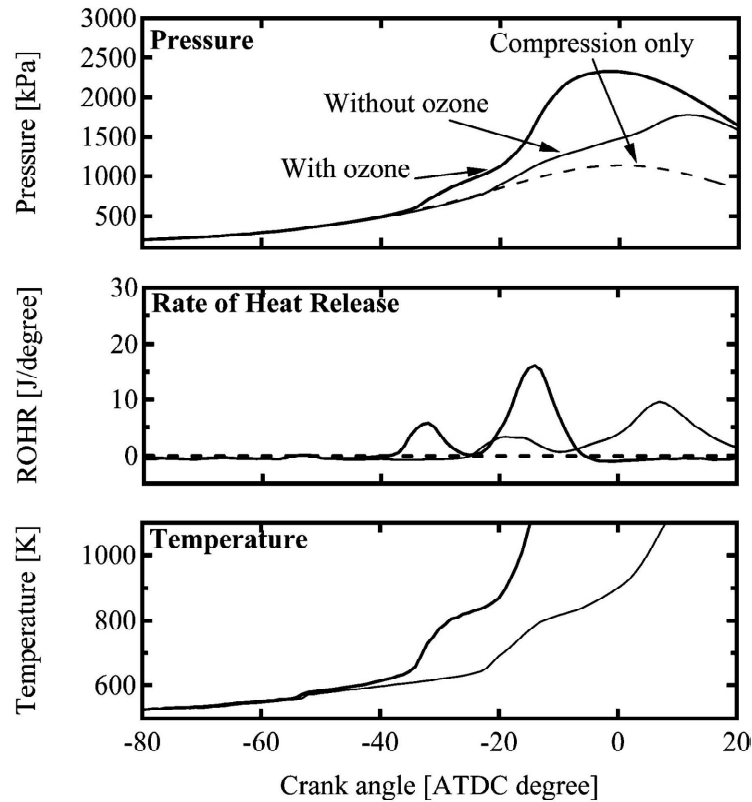 Pressure [kPa]
3000
2500
2000
1500
1000
500
Pressure
Compression only
Without ozone
With ozone
ROHR [J/degree]
30
20
10
0
Rate of Heat Release
Temperature [K]
1000
800
600
Temperature
-80
-60
-40
-20
0
20
Crank angle [ATDC degree]